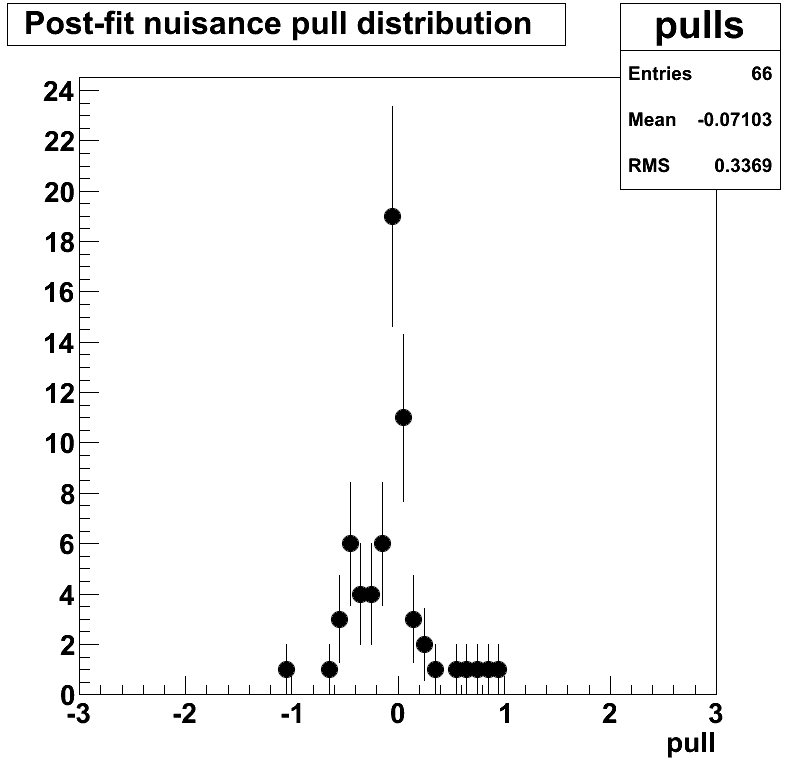 Post-fit nuisance pull distribution
pulls
Entries 66
Mean -0.07103
RMS 0.3369
24
22
20
18
16
14
12
10
8
6
4
2
0
-3 -2 -1 0 1 2 3
pull